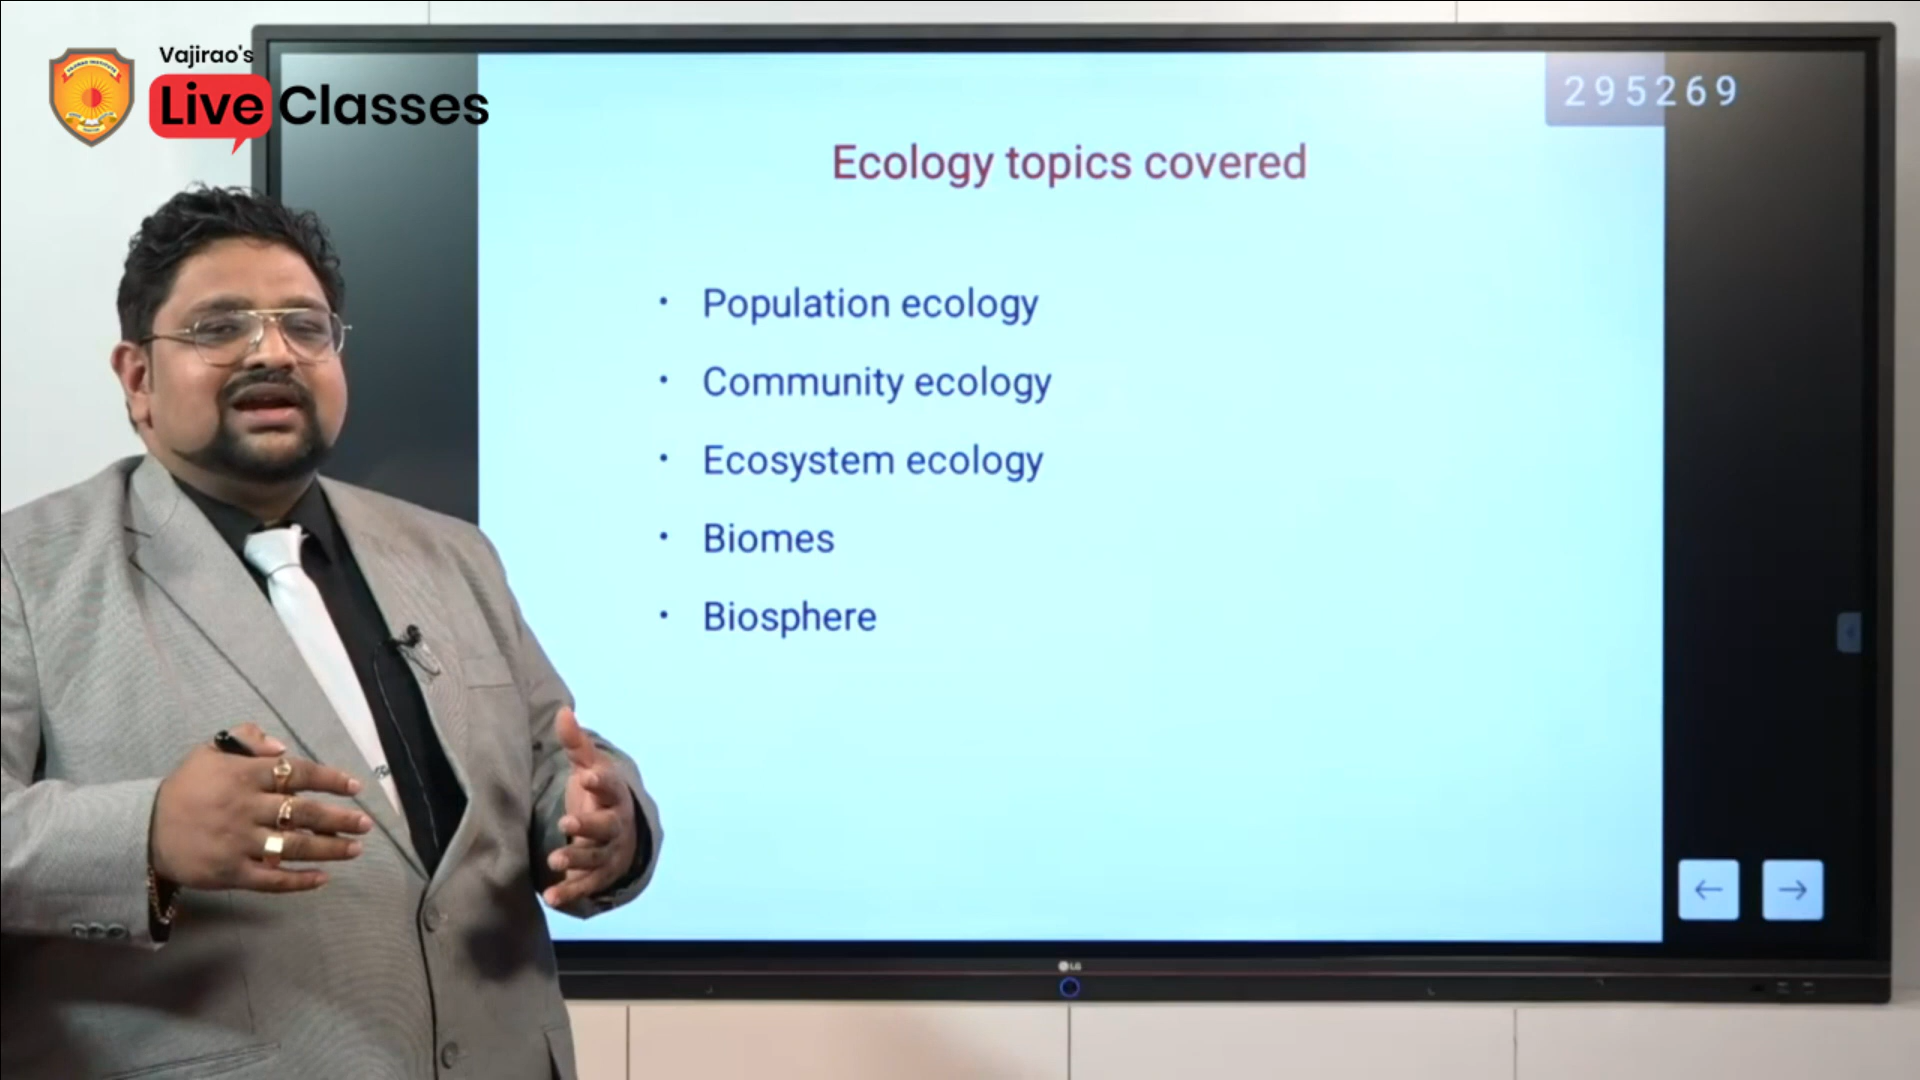 Vajirao's
Live Classes
295269
Ecology topics covered
• Population ecology
• Community ecology
• Ecosystem ecology
• Biomes
• Biosphere
LG